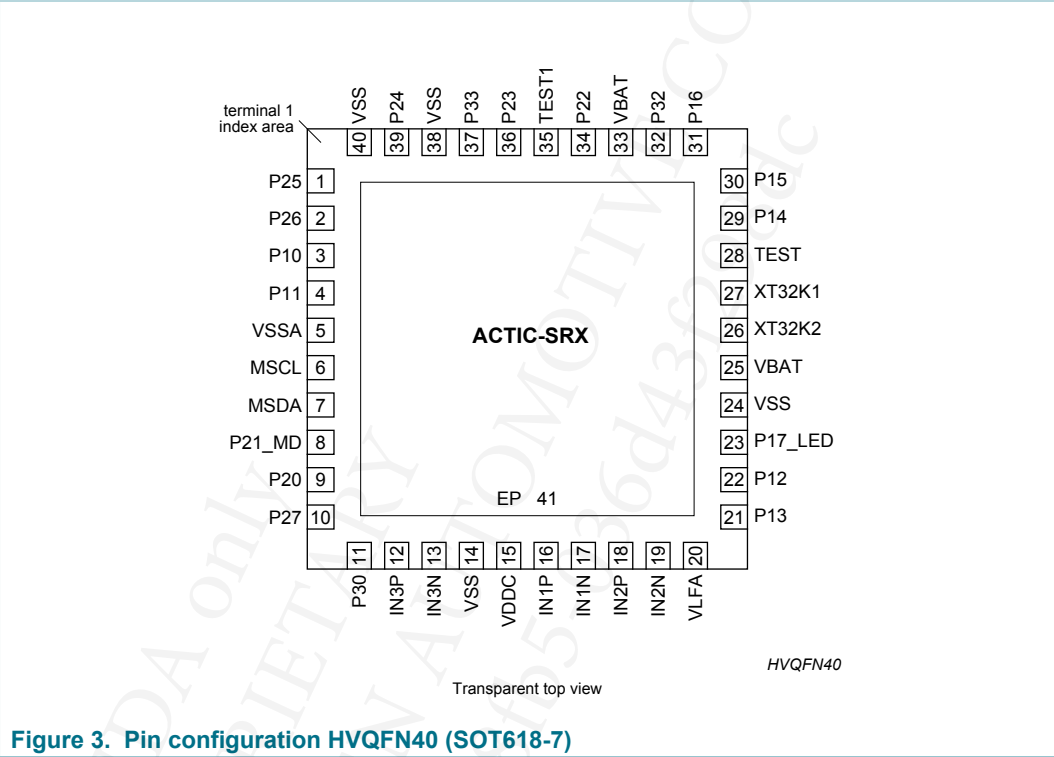 terminal 1
index area
VSS P24 VSS P33 P23 TEST1 P22 VBAT P32 P16
40 39 38 37 36 35 34 33 32 31
P25 1 30 P15
P26 2 29 P14
P10 3 28 TEST
P11 4 27 XT32K1
VSSA 5 ACTIC-SRX 26 XT32K2
MSCL 6 25 VBAT
MSDA 7 24 VSS
P21_MD 8 23 P17_LED
P20 9 22 P12
EP 41
P27 10 21 P13
11 12 13 14 15 16 17 18 19 20
P30 IN3P IN3N VSS VDDC IN1P IN1N IN2P IN2N VLFA
HVQFN40
Transparent top view
Figure 3. Pin configuration HVQFN40 (SOT618-7)